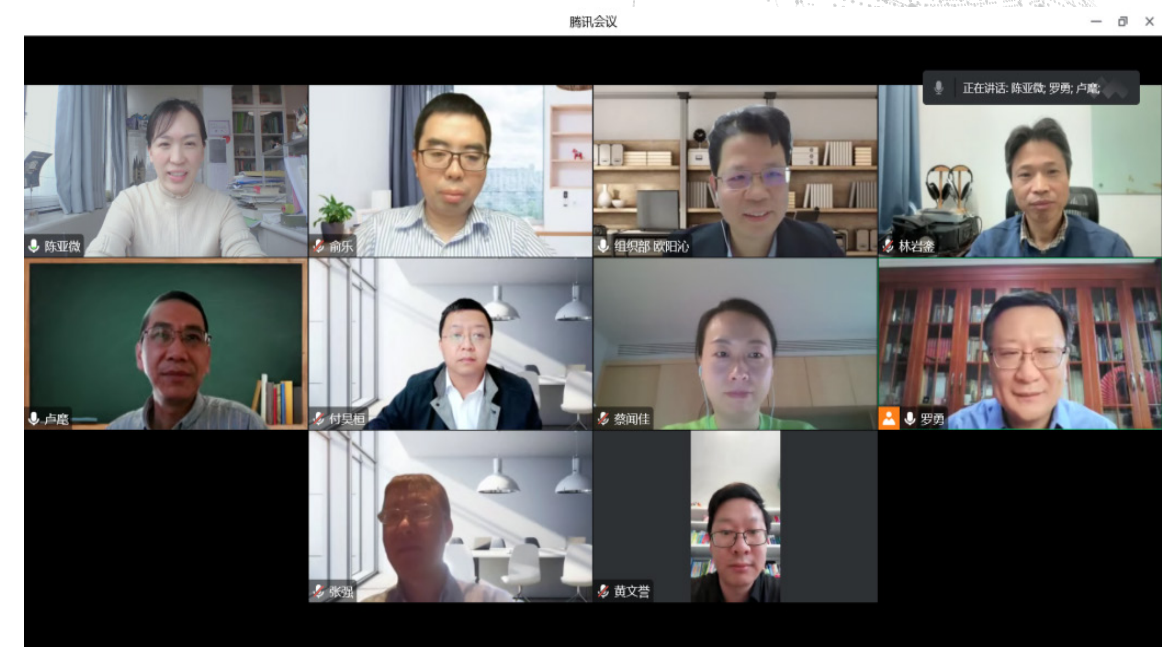 腾讯会议
正在讲话: 陈亚微; 罗勇; 卢麾;
陈亚微
俞乐
组织部 欧阳沁
林岩銮
卢麾
付昊桓
蔡闻佳
罗勇
张强
黄文誉